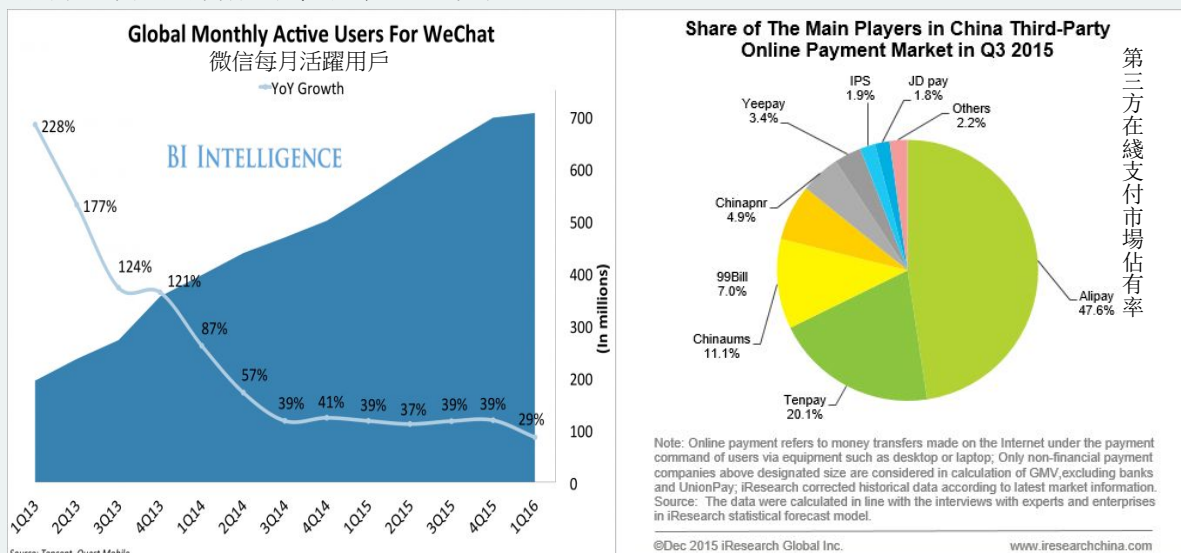 Global Monthly Active Users For WeChat
微信每月活躍用戶
YoY Growth
BI INTELLIGENCE
228%
177%
124%
121%
87%
57%
39%
41%
39%
37%
39%
39%
29%
700
600
500
400
300
200
100
0
(In millions)
1Q13
2Q13
3Q13
4Q13
1Q14
2Q14
3Q14
4Q14
1Q15
2Q15
3Q15
4Q15
1Q16
Share of The Main Players in China Third-Party
Online Payment Market in Q3 2015
第三方在綫支付市場佔有率
IPS
1.9%
JD pay
1.8%
Others
2.2%
Yeepay
3.4%
Chinapnr
4.9%
99Bill
7.0%
Chinaums
11.1%
Tenpay
20.1%
Alipay
47.6%
Note: Online payment refers to money transfers made on the Internet under the payment
command of users via equipment such as desktop or laptop; Only non-financial payment
companies above designated size are considered in calculation of GMV,excluding banks
and UnionPay; iResearch corrected historical data according to latest market information.
Source: The data were calculated in line with the interviews with experts and enterprises
in iResearch statistical forecast model.
©Dec 2015 iResearch Global Inc.
www.iresearchchina.com